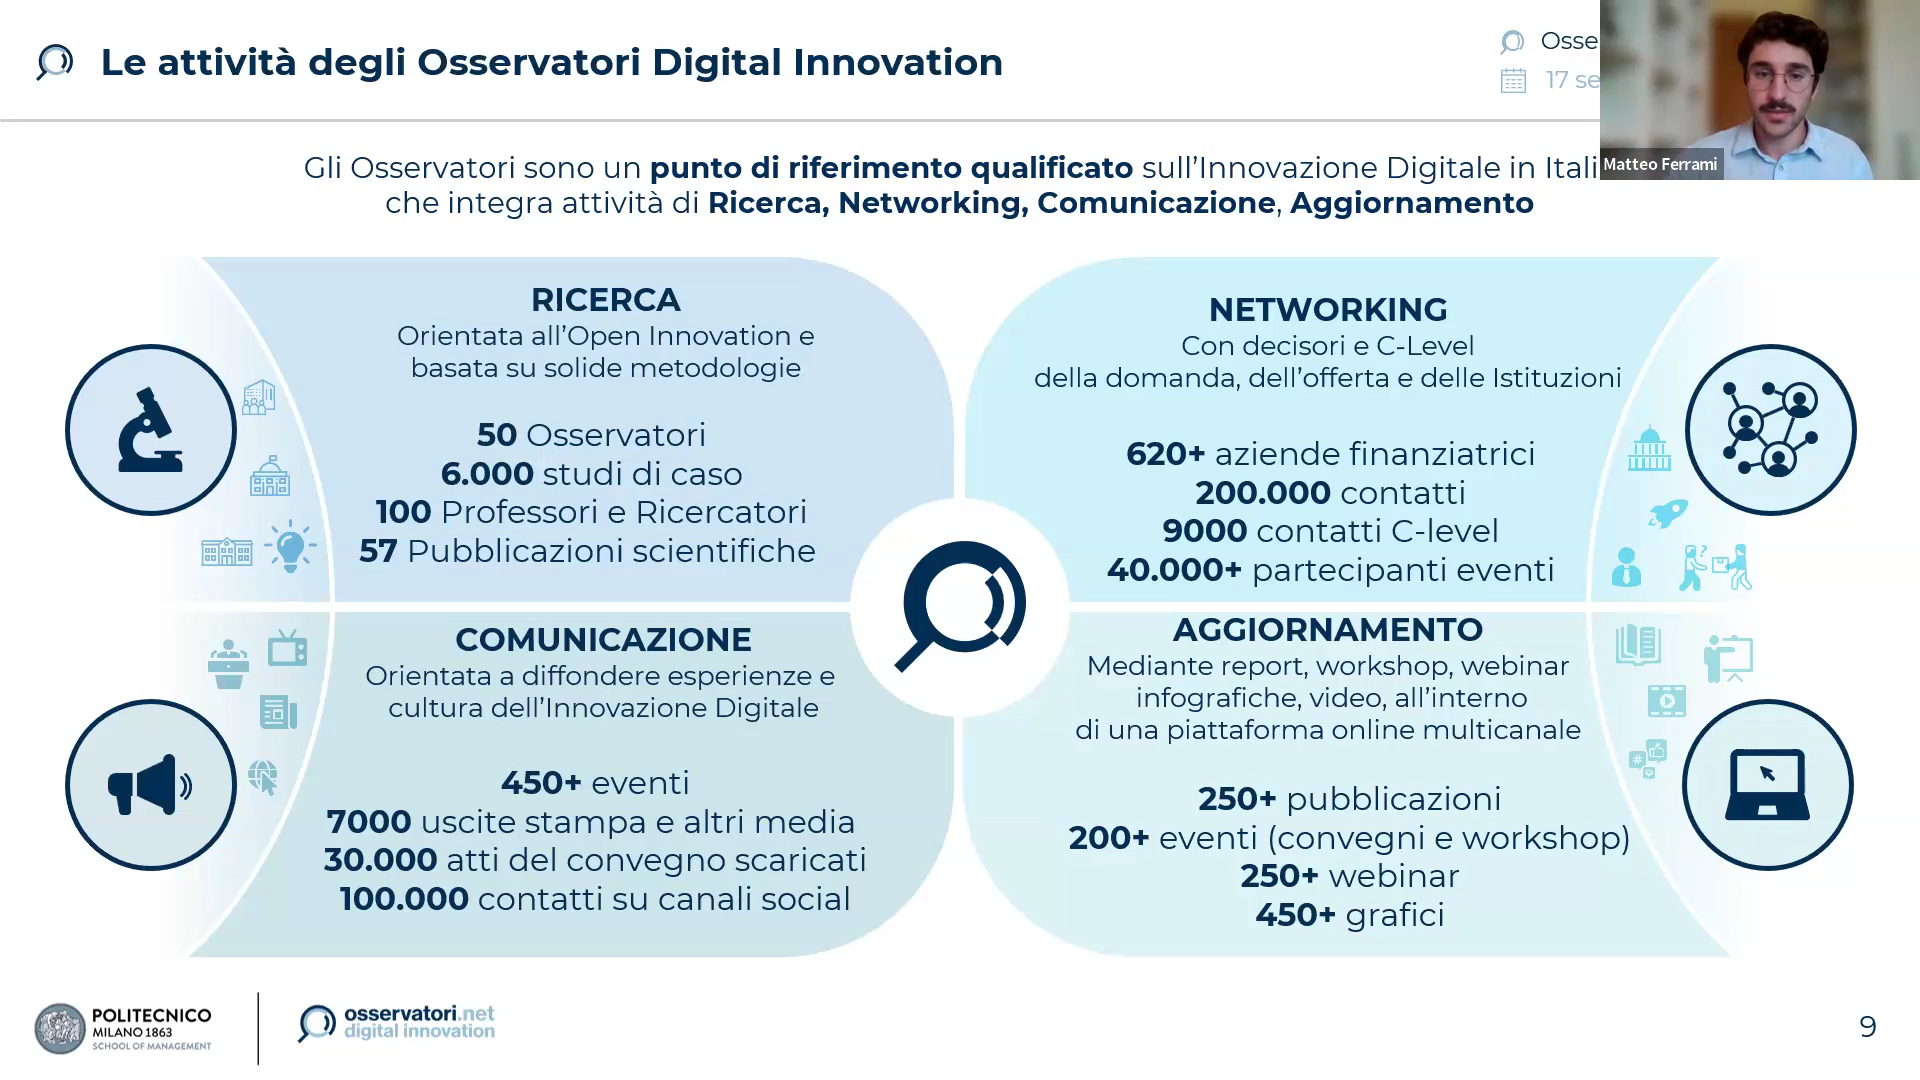 Le attività degli Osservatori Digital Innovation
Osse
17 se
Matteo Ferrami
Gli Osservatori sono un punto di riferimento qualificato sull'Innovazione Digitale in Itali
che integra attività di Ricerca, Networking, Comunicazione, Aggiornamento
RICERCA
Orientata all'Open Innovation e
basata su solide metodologie
50 Osservatori
6.000 studi di caso
100 Professori e Ricercatori
57 Pubblicazioni scientifiche
NETWORKING
Con decisori e C-Level
della domanda, dell'offerta e delle Istituzioni
620+ aziende finanziatrici
200.000 contatti
9000 contatti C-level
40.000+ partecipanti eventi
COMUNICAZIONE
Orientata a diffondere esperienze e
cultura dell'Innovazione Digitale
450+ eventi
7000 uscite stampa e altri media
30.000 atti del convegno scaricati
100.000 contatti su canali social
AGGIORNAMENTO
Mediante report, workshop, webinar
infografiche, video, all'interno
di una piattaforma online multicanale
250+ pubblicazioni
200+ eventi (convegni e workshop)
250+ webinar
450+ grafici
POLITECNICO
MILANO 1863
SCHOOL OF MANAGEMENT
osservatori.net
digital innovation
9